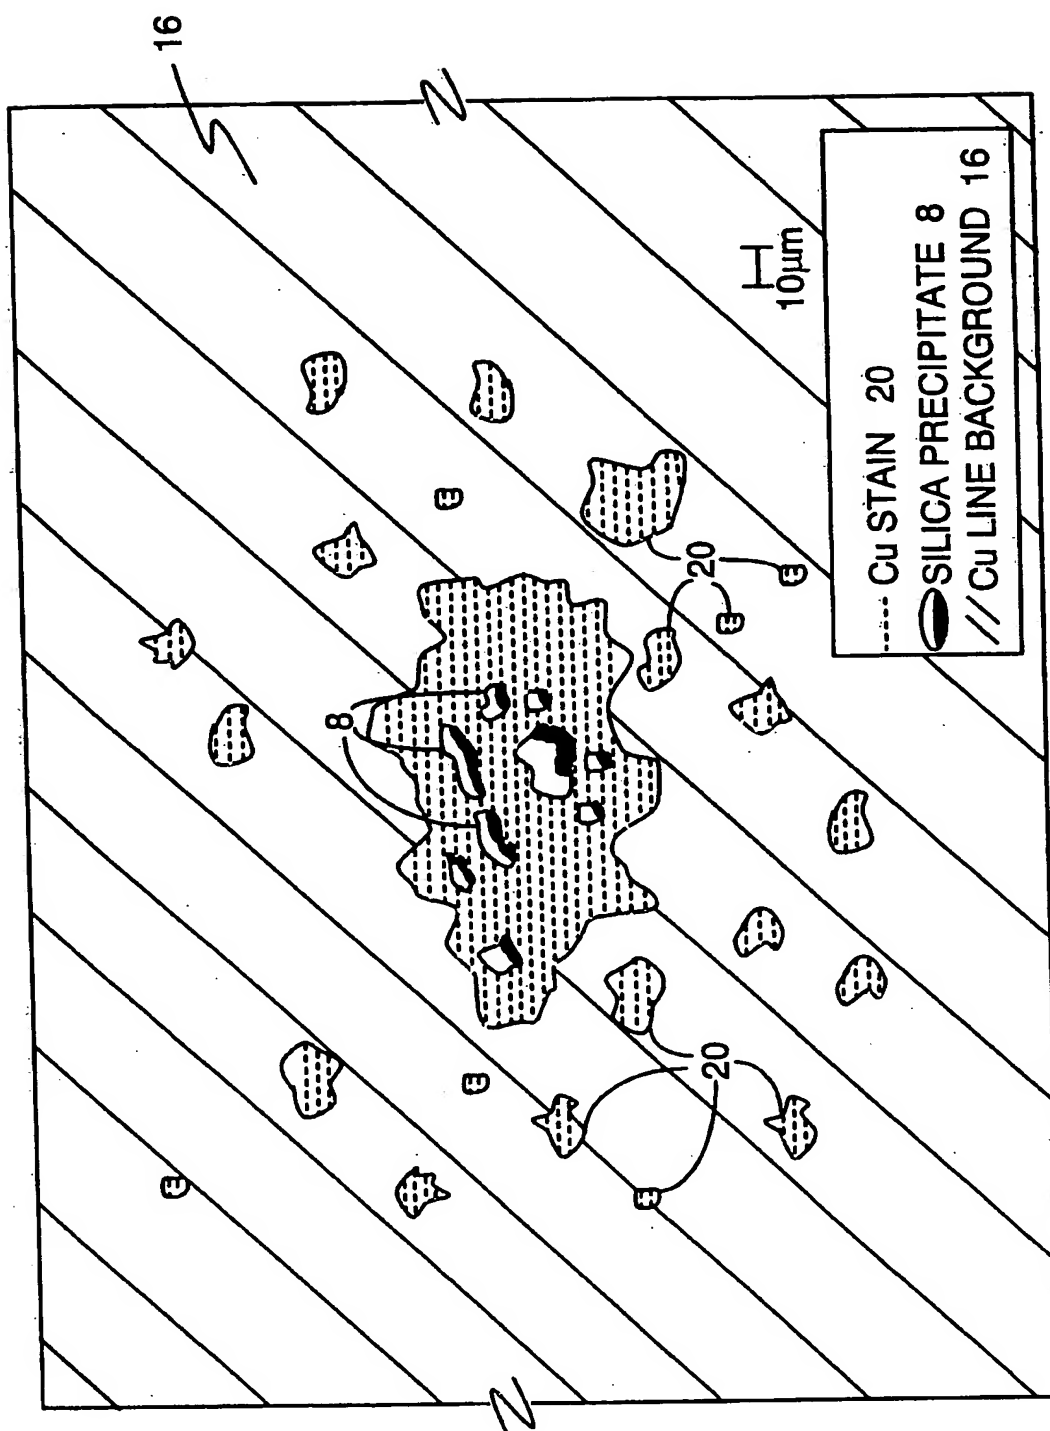 16
8
20
20
10µm
Cu STAIN 20
SILICA PRECIPITATE 8
// Cu LINE BACKGROUND 16